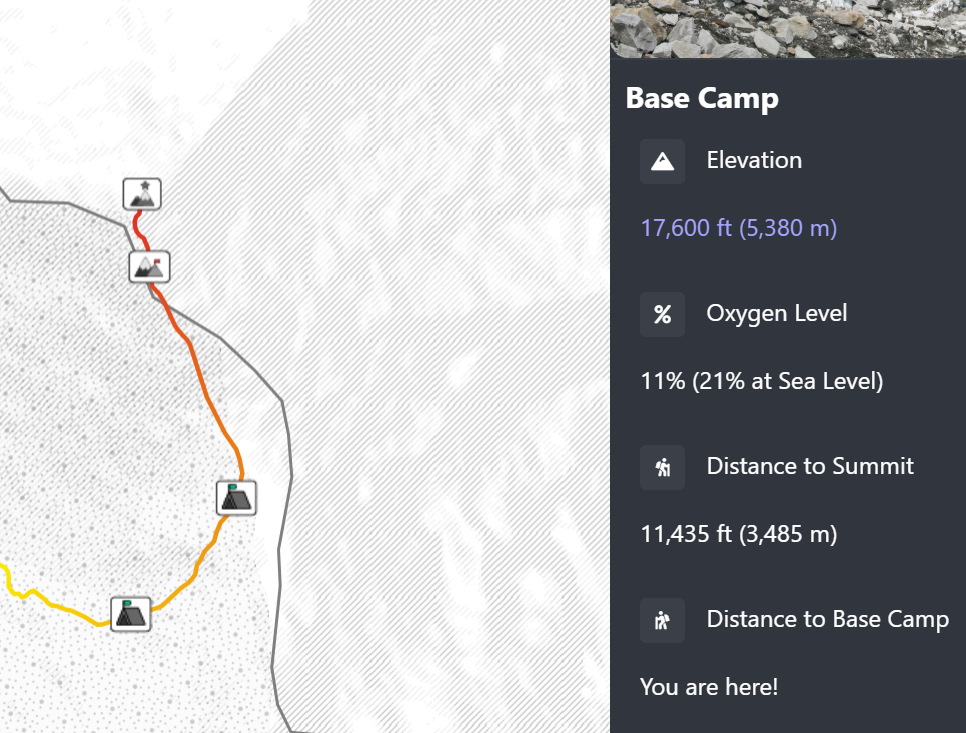 Base Camp
Elevation
17,600 ft (5,380 m)
Oxygen Level
11% (21% at Sea Level)
Distance to Summit
11,435 ft (3,485 m)
Distance to Base Camp
You are here!